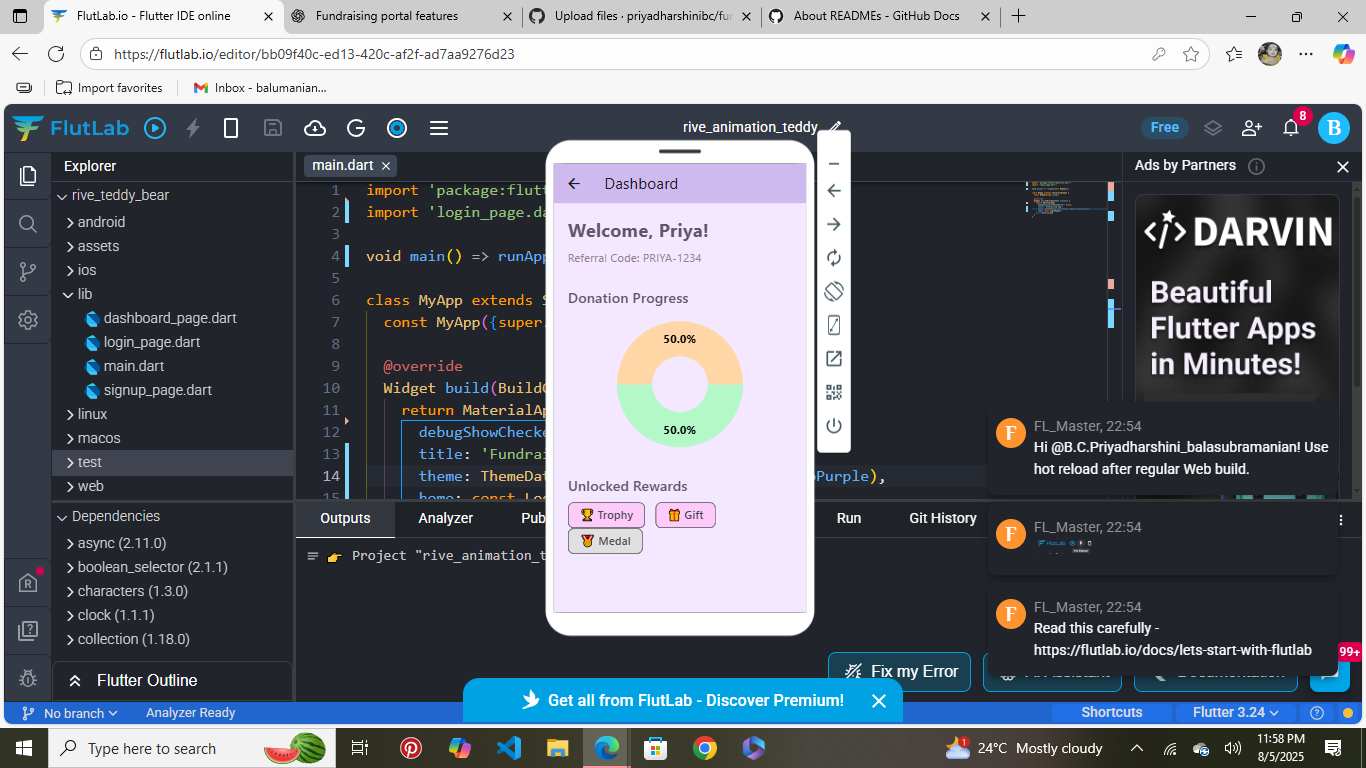 FlutLab.io - Flutter IDE online
Fundraising portal features
Upload files · priyadharshinibc/fur
About READMEs - GitHub Docs
https://flutlab.io/editor/bb09f40c-ed13-420c-af2f-ad7aa9276d23
Import favorites
Inbox - balumanian...
FlutLab
rive_animation_teddy
Free
8
B
Explorer
main.dart
Ads by Partners
rive_teddy_bear
android
assets
ios
lib
dashboard_page.dart
login_page.dart
main.dart
signup_page.dart
linux
macos
test
web
Dependencies
async (2.11.0)
boolean_selector (2.1.1)
characters (1.3.0)
clock (1.1.1)
collection (1.18.0)
Flutter Outline
1 import 'package:flutt
2 import 'login_page.da
3
4 void main() => runApp
5
6 class MyApp extends S
7 const MyApp({super.
8
9 @override
10 Widget build(BuildC
11 return MaterialAp
12 debugShowChecke
13 title: 'Fundrai
14 theme: ThemeDat
Purple),
15 home: const Lo
Dashboard
Welcome, Priya!
Referral Code: PRIYA-1234
Donation Progress
50.0%
50.0%
Unlocked Rewards
Trophy
Gift
Medal
DARVIN
Beautiful
Flutter Apps
in Minutes!
FL_Master, 22:54
Hi @B.C.Priyadharshini_balasubramanian! Use
hot reload after regular Web build.
FL_Master, 22:54
FL_Master, 22:54
Read this carefully -
https://flutlab.io/docs/lets-start-with-flutlab
99+
Outputs
Analyzer
Pub
Run
Git History
Project "rive_animation_t
Fix my Error
AI Assistant
Documentation
Get all from FlutLab - Discover Premium!
No branch
Analyzer Ready
Shortcuts
Flutter 3.24
Type here to search
1
24°C Mostly cloudy
11:58 PM
8/5/2025